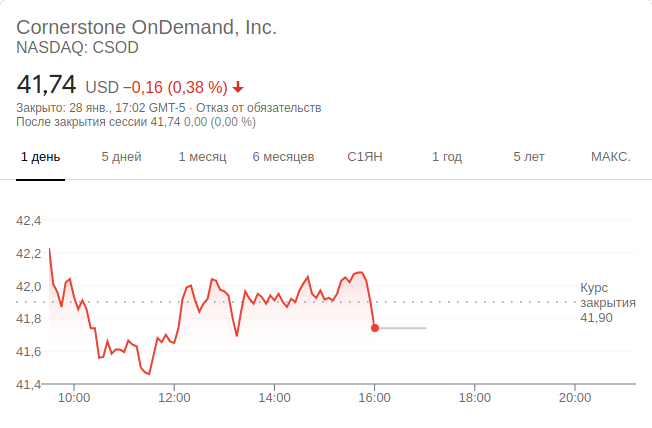 Cornerstone OnDemand, Inc.
NASDAQ: CSOD
41,74 USD −0,16 (0,38 %)
Закрыто: 28 янв., 17:02 GMT-5 · Отказ от обязательств
После закрытия сессии 41,74 0,00 (0,00 %)
1 день 5 дней 1 месяц 6 месяцев С1ЯН 1 год 5 лет МАКС.
42,4
42,2
42,0
41,8
41,6
41,4
Курс
закрытия
41,90
10:00 12:00 14:00 16:00 18:00 20:00